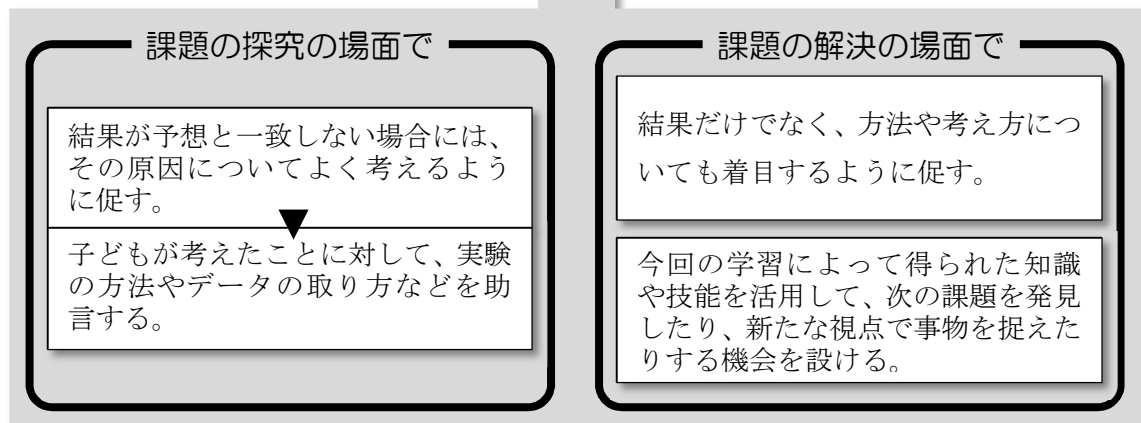 課題の探究の場面で
結果が予想と一致しない場合には、
その原因についてよく考えるよう
に促す。
▼
子どもが考えたことに対して、実験
の方法やデータの取り方などを助
言する。
課題の解決の場面で
結果だけでなく、方法や考え方につ
いても着目するように促す。
今回の学習によって得られた知識
や技能を活用して、次の課題を発見
したり、新たな視点で事物を捉えた
りする機会を設ける。